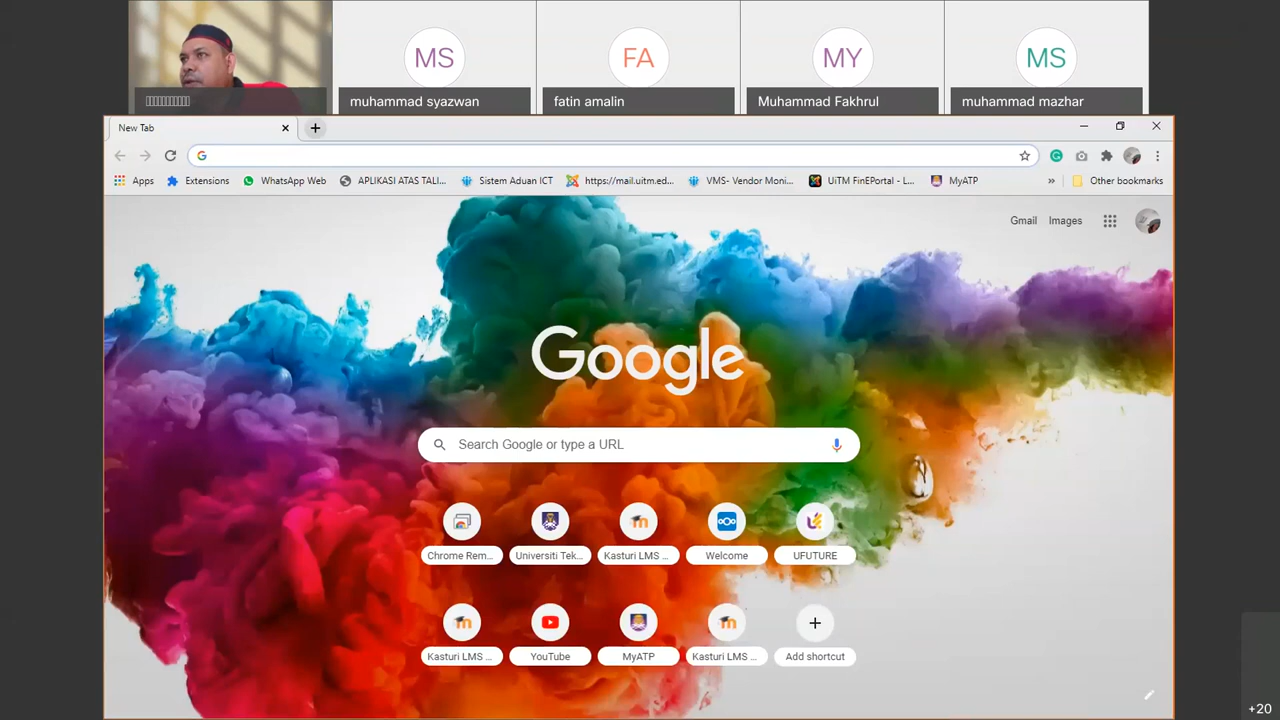 MS
FA
MY
MS
muhammad syazwan
fatin amalin
Muhammad Fakhrul
muhammad mazhar
New Tab
Apps
Extensions
WhatsApp Web
APLIKASI ATAS TALI...
Sistem Aduan ICT
https://mail.uitm.ed...
VMS- Vendor Moni...
UiTM FinEPortal - L...
MyATP
»
Other bookmarks
Gmail
Images
Google
Search Google or type a URL
Chrome Rem...
Universiti Tek...
Kasturi LMS ...
Welcome
UFUTURE
Kasturi LMS ...
YouTube
MyATP
Kasturi LMS ...
Add shortcut
+20